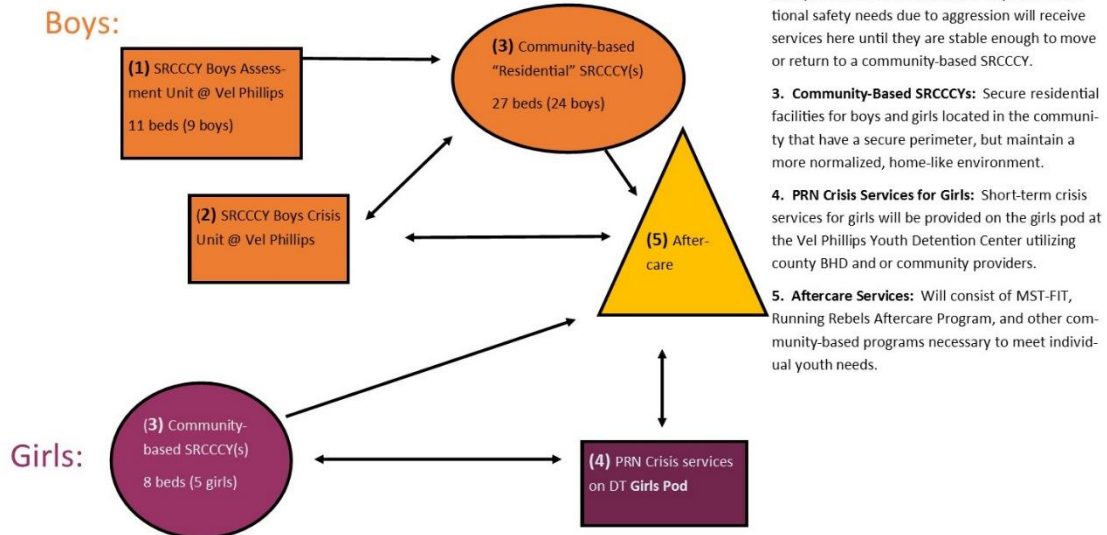 Boys:
(1) SRCCCY Boys Assess-
ment Unit @ Vel Phillips
11 beds (9 boys)
(3) Community-based
"Residential" SRCCCY(s)
27 beds (24 boys)
(2) SRCCCY Boys Crisis
Unit @ Vel Phillips
(5) After-
care
Girls:
(3) Community-
based SRCCCY(s)
8 beds (5 girls)
(4) PRN Crisis services
on DT Girls Pod
tional safety needs due to aggression will receive
services here until they are stable enough to move
or return to a community-based SRCCCY.
3. Community-Based SRCCCYs: Secure residential
facilities for boys and girls located in the communi-
ty that have a secure perimeter, but maintain a
more normalized, home-like environment.
4. PRN Crisis Services for Girls: Short-term crisis
services for girls will be provided on the girls pod at
the Vel Phillips Youth Detention Center utilizing
county BHD and or community providers.
5. Aftercare Services: Will consist of MST-FIT,
Running Rebels Aftercare Program, and other com-
munity-based programs necessary to meet individ-
ual youth needs.